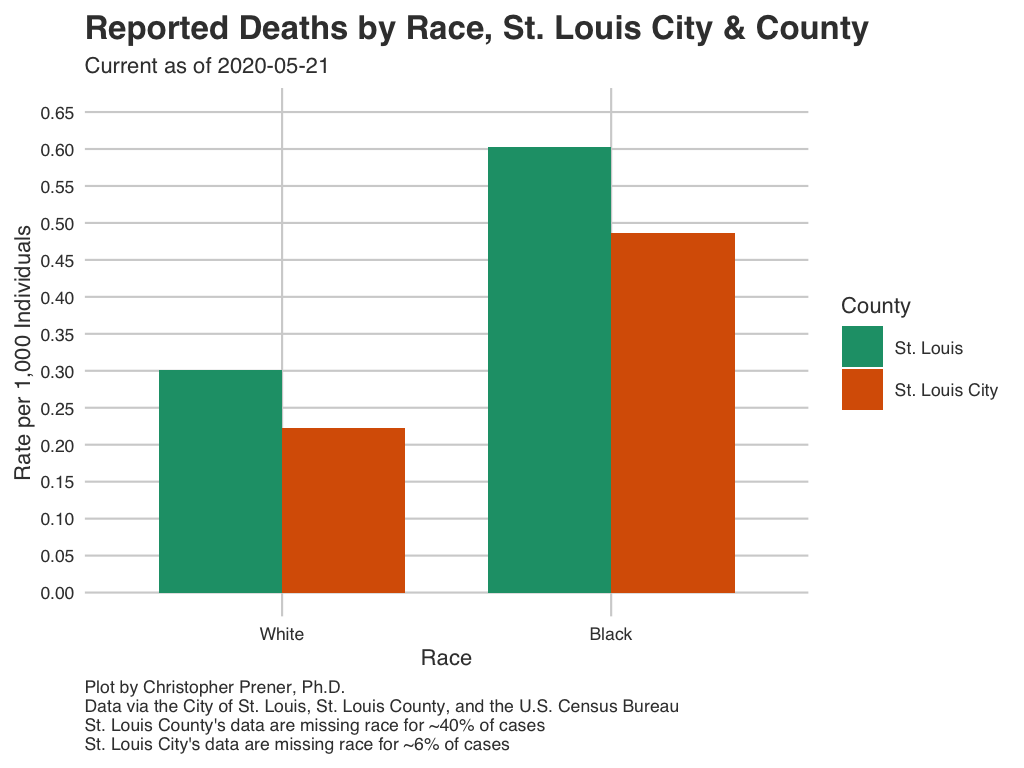 Reported Deaths by Race, St. Louis City & County
Current as of 2020-05-21
0.65
0.60
0.55
0.50
0.45
0.40
0.35
0.30
0.25
0.20
0.15
0.10
0.05
0.00
Rate per 1,000 Individuals
White
Black
Race
County
St. Louis
St. Louis City
Plot by Christopher Prener, Ph.D.
Data via the City of St. Louis, St. Louis County, and the U.S. Census Bureau
St. Louis County's data are missing race for ~40% of cases
St. Louis City's data are missing race for ~6% of cases